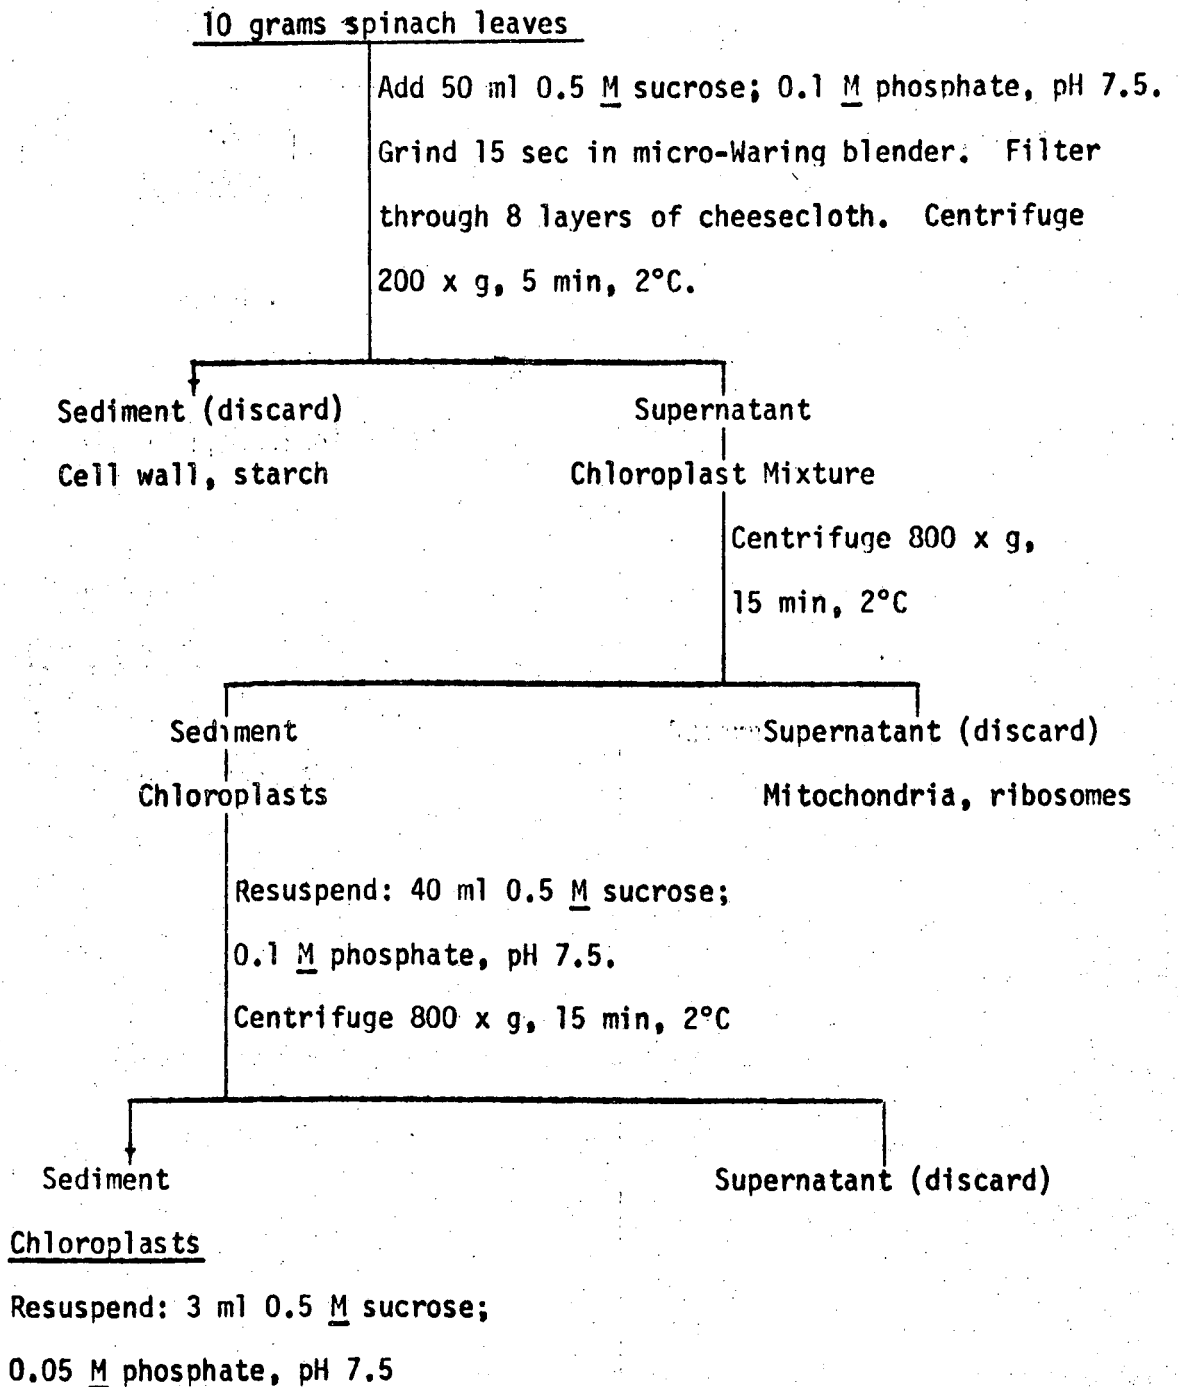 10 grams spinach leaves
Add 50 ml 0.5 M sucrose; 0.1 M phosphate, pH 7.5.
Grind 15 sec in micro-Waring blender. Filter
through 8 layers of cheesecloth. Centrifuge
200 x g, 5 min, 2°C.
Sediment (discard)
Cell wall, starch
Supernatant
Chloroplast Mixture
Centrifuge 800 x g,
15 min, 2°C
Sediment
Chloroplasts
Supernatant (discard)
Mitochondria, ribosomes
Resuspend: 40 ml 0.5 M sucrose;
0.1 M phosphate, pH 7.5.
Centrifuge 800 x g, 15 min, 2°C
Sediment
Supernatant (discard)
Chloroplasts
Resuspend: 3 ml 0.5 M sucrose;
0.05 M phosphate, pH 7.5